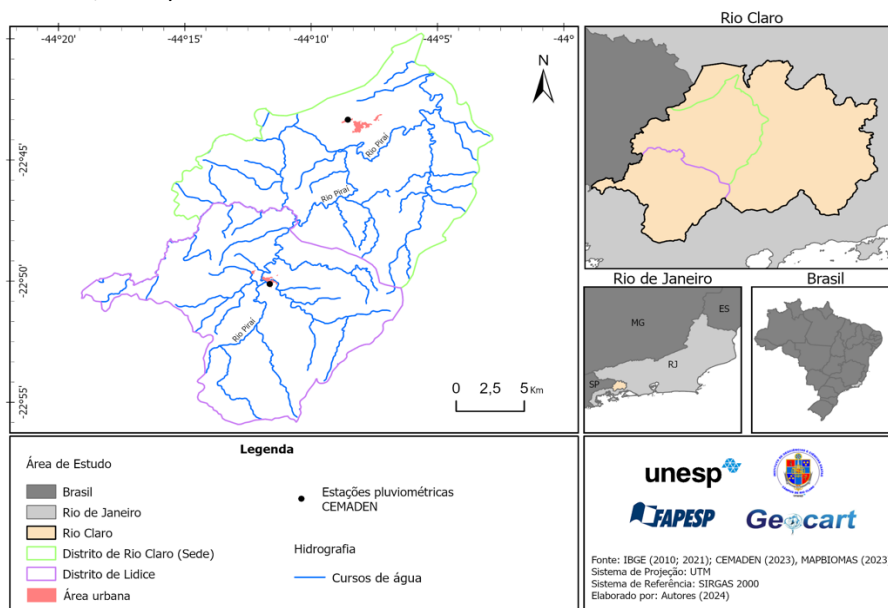 -44°20'
-44°15'
-44°10'
-44°05'
-44°
-22°45'
-22°50'
-22°55'
N
Rio Piraí
Rio Piraí
Rio Piraí
0 2,5 5 Km
Rio Claro
Rio de Janeiro
MG
ES
RJ
SP
Brasil
Legenda
Área de Estudo
Brasil
Rio de Janeiro
Rio Claro
Distrito de Rio Claro (Sede)
Distrito de Lidice
Área urbana
Estações pluviométricas
CEMADEN
Hidrografia
Cursos de água
unesp
FAPESP
Geocart
Fonte: IBGE (2010; 2021); CEMADEN (2023), MAPBIOMAS (2023
Sistema de Projeção: UTM
Sistema de Referência: SIRGAS 2000
Elaborado por: Autores (2024)